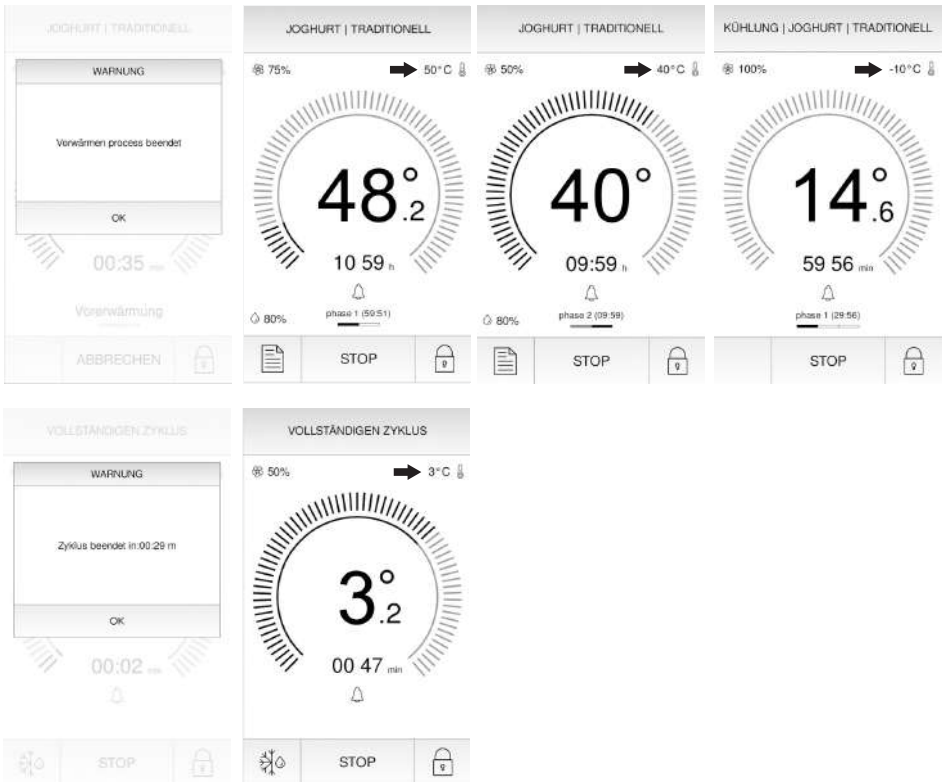 JOGHURT | TRADITIONELL
WARNUNG
Vorwärmen process beendet
OK
00:35 min
Vorerwärmung
ABBRECHEN
JOGHURT | TRADITIONELL
75%
50°C
48°.2
10 59 h
80%
phase 1 (59:51)
STOP
JOGHURT | TRADITIONELL
50%
40°C
40°
09:59 h
80%
phase 2 (09:59)
STOP
KÜHLUNG | JOGHURT | TRADITIONELL
100%
-10°C
14°.6
59 56 min
phase 1 (29:56)
STOP
VOLLSTÄNDIGEN ZYKLUS
WARNUNG
Zyklus beendet in:00:29 m
OK
00:02 min
STOP
VOLLSTÄNDIGEN ZYKLUS
50%
3°C
3°.2
00 47 min
STOP